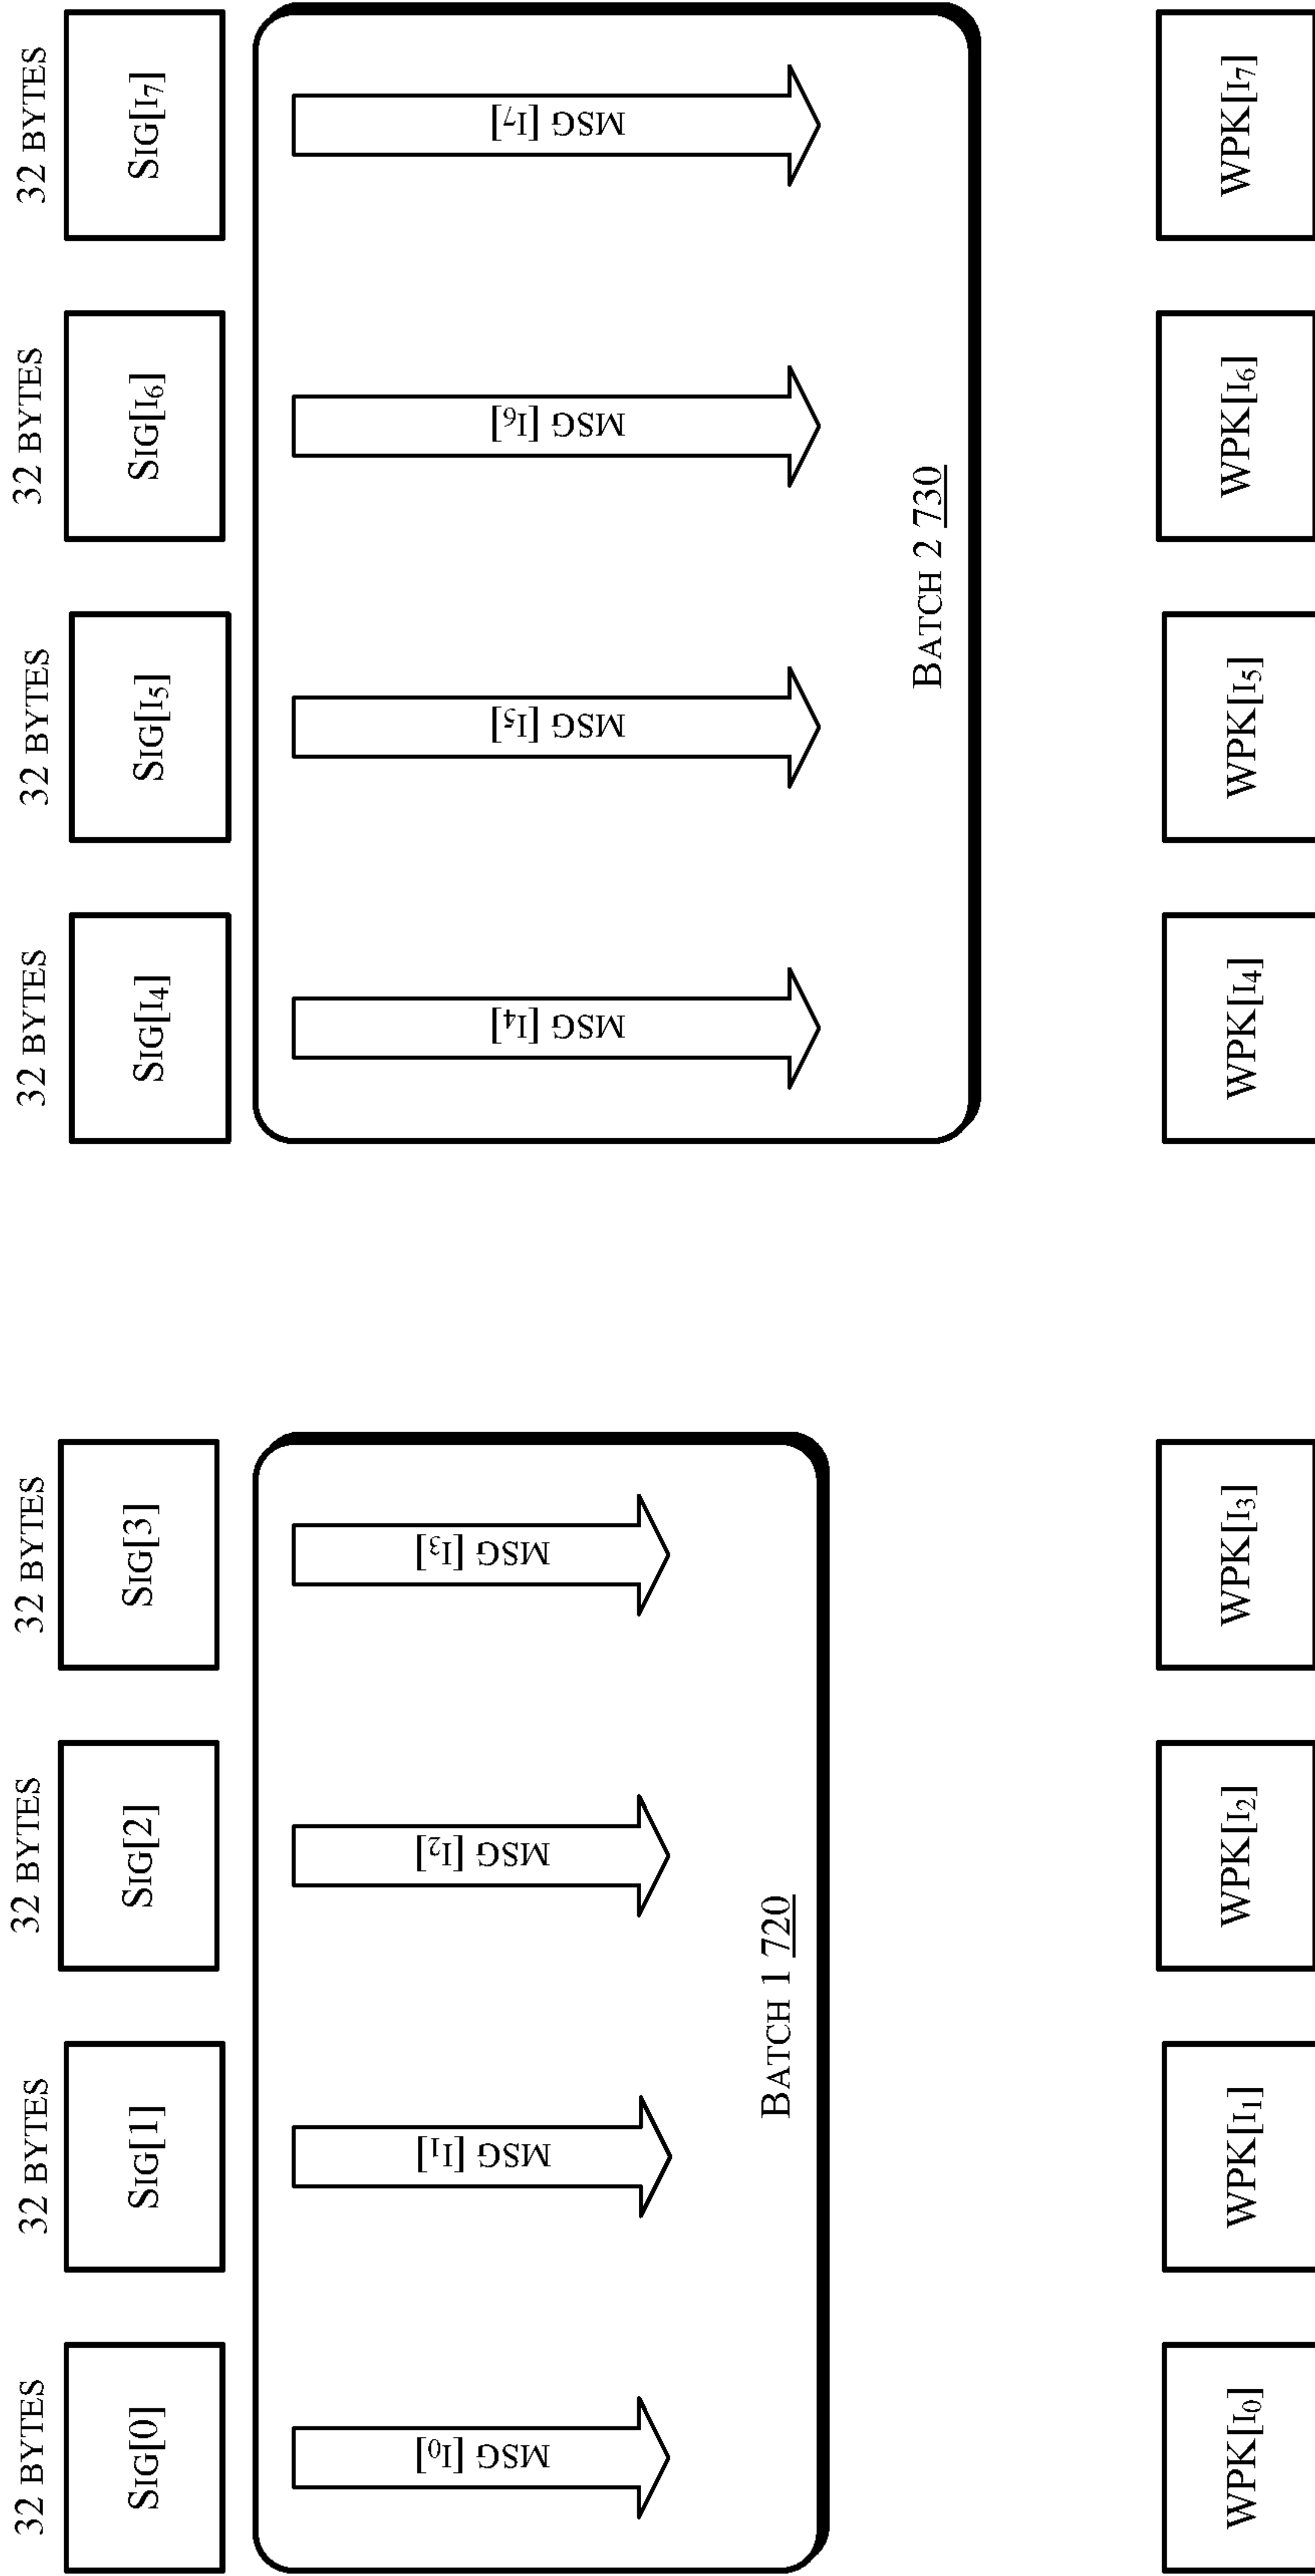 32 BYTES
32 BYTES
32 BYTES
32 BYTES
32 BYTES
32 BYTES
32 BYTES
32 BYTES
SIG[0]
SIG[1]
SIG[2]
SIG[3]
SIG[I₄]
SIG[I₅]
SIG[I₆]
SIG[I₇]
MSG [I₀]
MSG [I₁]
MSG [I₂]
MSG [I₃]
MSG [I₄]
MSG [I₅]
MSG [I₆]
MSG [I₇]
BATCH 1 720
BATCH 2 730
WPK[I₀]
WPK[I₁]
WPK[I₂]
WPK[I₃]
WPK[I₄]
WPK[I₅]
WPK[I₆]
WPK[I₇]